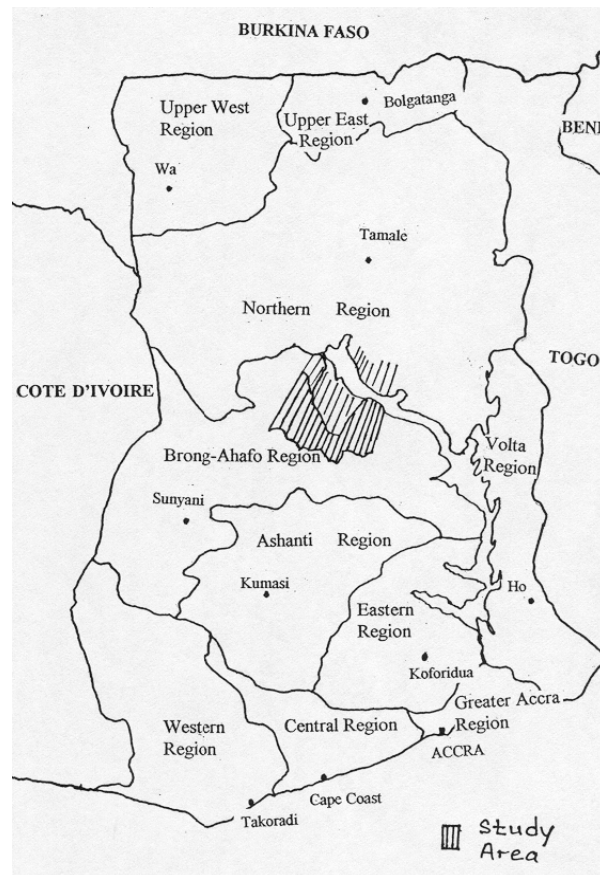 BURKINA FASO
Upper West
Region
Bolgatanga
Upper East
Region
BENI
Wa
Tamale
Northern Region
TOGO
COTE D'IVOIRE
Volta
Region
Brong-Ahafo Region
Sunyani
Ashanti Region
Kumasi
Ho
Eastern
Region
Koforidua
Greater Accra
Region
Central Region
Western
Region
ACCRA
Cape Coast
Takoradi
Study
Area